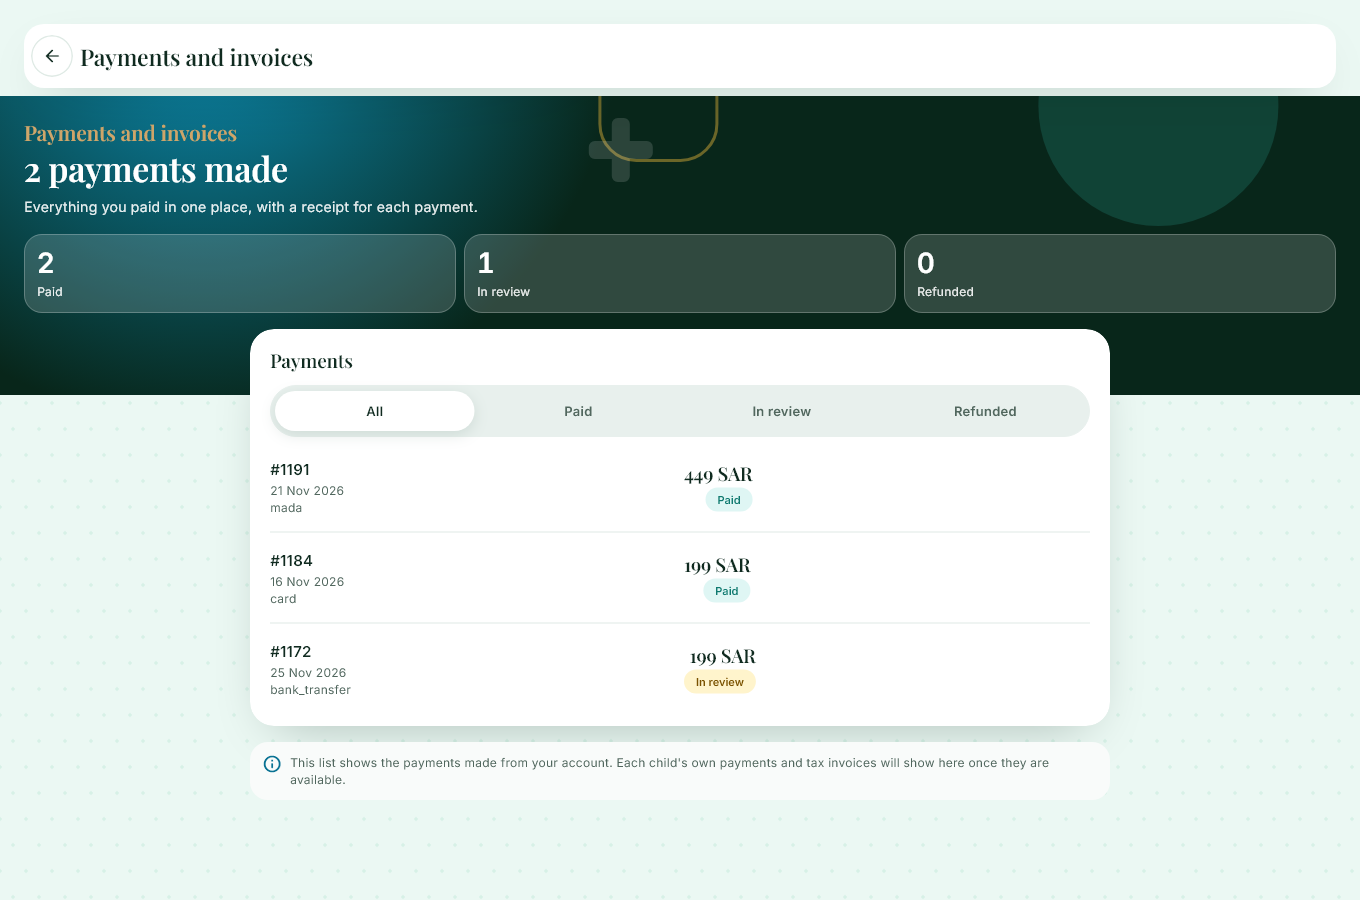 Payments and invoices
Payments and invoices
2 payments made
Everything you paid in one place, with a receipt for each payment.
2
Paid
1
In review
0
Refunded
Payments
All
Paid
In review
Refunded
#1191
21 Nov 2026
mada
449 SAR
Paid
#1184
16 Nov 2026
card
199 SAR
Paid
#1172
25 Nov 2026
bank_transfer
199 SAR
In review
This list shows the payments made from your account. Each child's own payments and tax invoices will show here once they are
available.